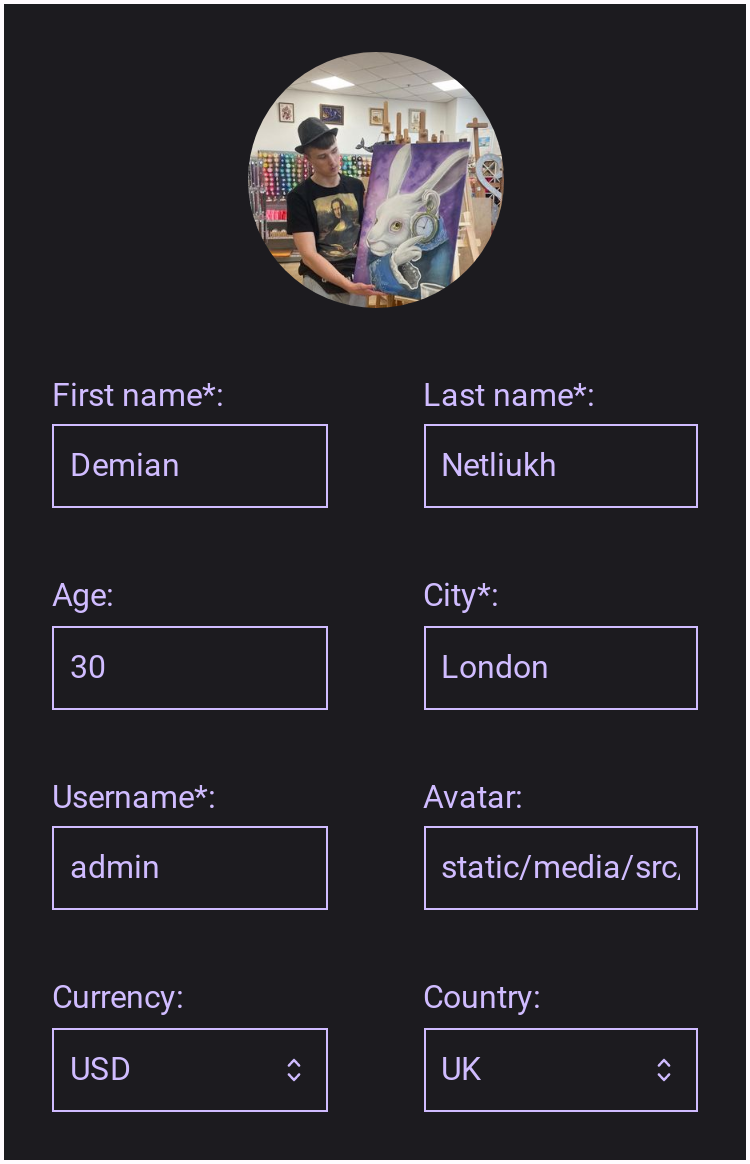 First name*: Last name*:
Demian Netliukh
Age: City*:
30 London
Username*: Avatar:
admin static/media/src/
Currency: Country:
USD UK